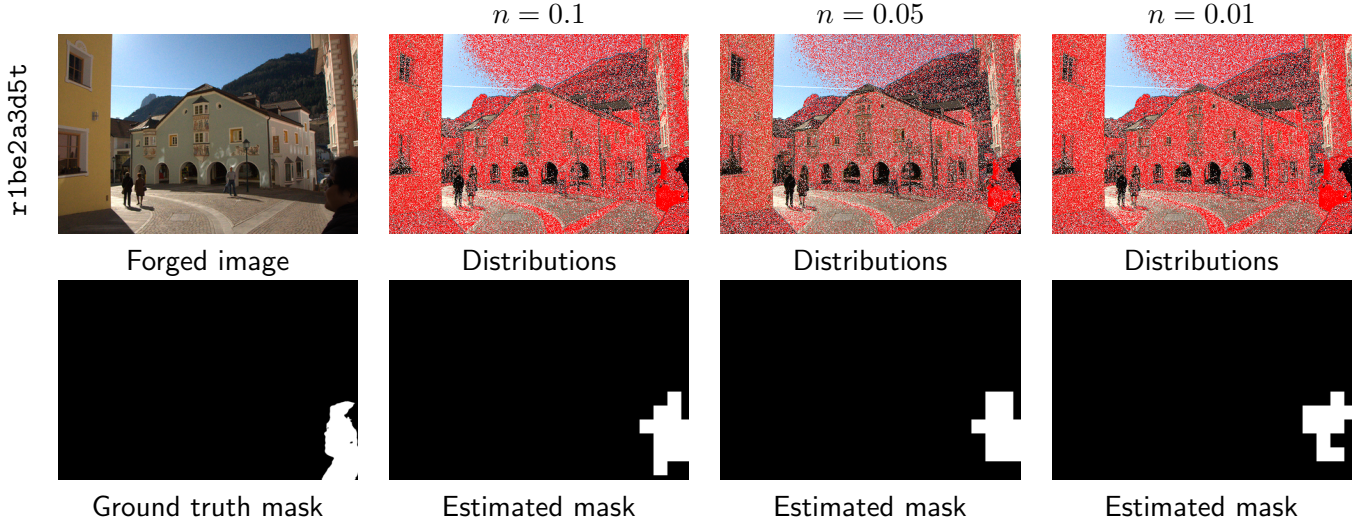 n = 0.1 n = 0.05 n = 0.01
r1be2a3d5t
Forged image Distributions Distributions Distributions
Ground truth mask Estimated mask Estimated mask Estimated mask